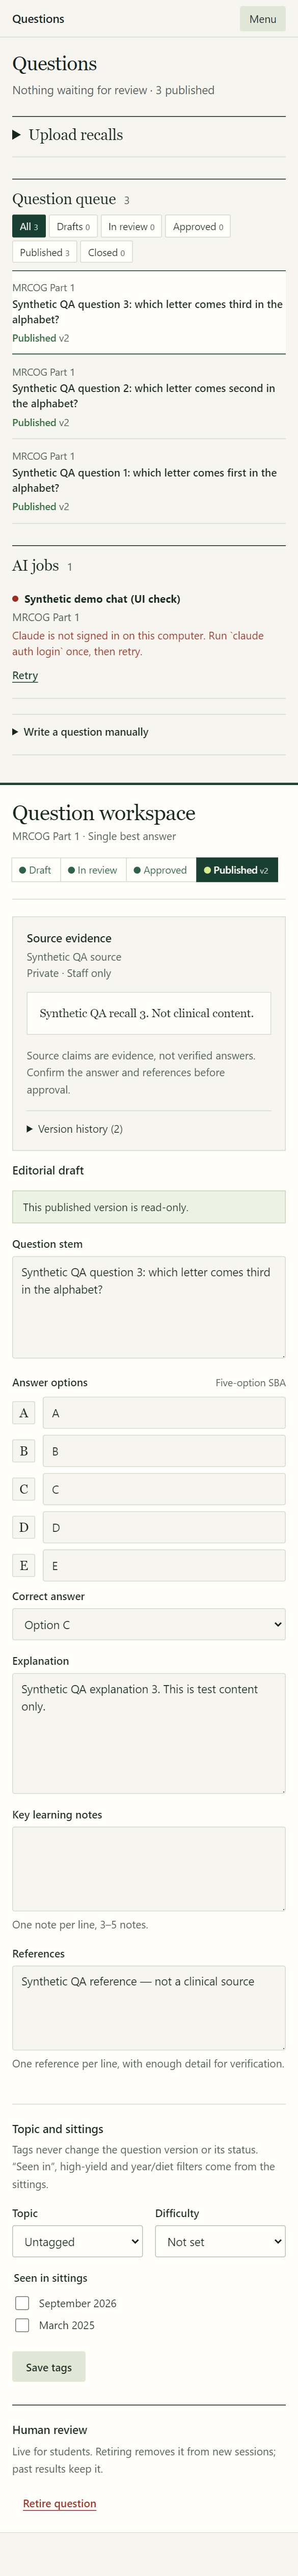 Questions
Menu
Questions
Nothing waiting for review · 3 published
Upload recalls
Question queue 3
All 3
Drafts 0
In review 0
Approved 0
Published 3
Closed 0
MRCOG Part 1
Synthetic QA question 3: which letter comes third in the
alphabet?
Published v2
MRCOG Part 1
Synthetic QA question 2: which letter comes second in
the alphabet?
Published v2
MRCOG Part 1
Synthetic QA question 1: which letter comes first in the
alphabet?
Published v2
AI jobs 1
Synthetic demo chat (UI check)
MRCOG Part 1
Claude is not signed in on this computer. Run `claude
auth login` once, then retry.
Retry
Write a question manually
Question workspace
MRCOG Part 1 · Single best answer
Draft
In review
Approved
Published v2
Source evidence
Synthetic QA source
Private · Staff only
Synthetic QA recall 3. Not clinical content.
Source claims are evidence, not verified answers.
Confirm the answer and references before
approval.
Version history (2)
Editorial draft
This published version is read-only.
Question stem
Synthetic QA question 3: which letter comes third
in the alphabet?
Answer options
Five-option SBA
A A
B B
C C
D D
E E
Correct answer
Option C
Explanation
Synthetic QA explanation 3. This is test content
only.
Key learning notes
One note per line, 3–5 notes.
References
Synthetic QA reference — not a clinical source
One reference per line, with enough detail for verification.
Topic and sittings
Tags never change the question version or its status.
“Seen in”, high-yield and year/diet filters come from the
sittings.
Topic
Difficulty
Untagged
Not set
Seen in sittings
September 2026
March 2025
Save tags
Human review
Live for students. Retiring removes it from new sessions;
past results keep it.
Retire question